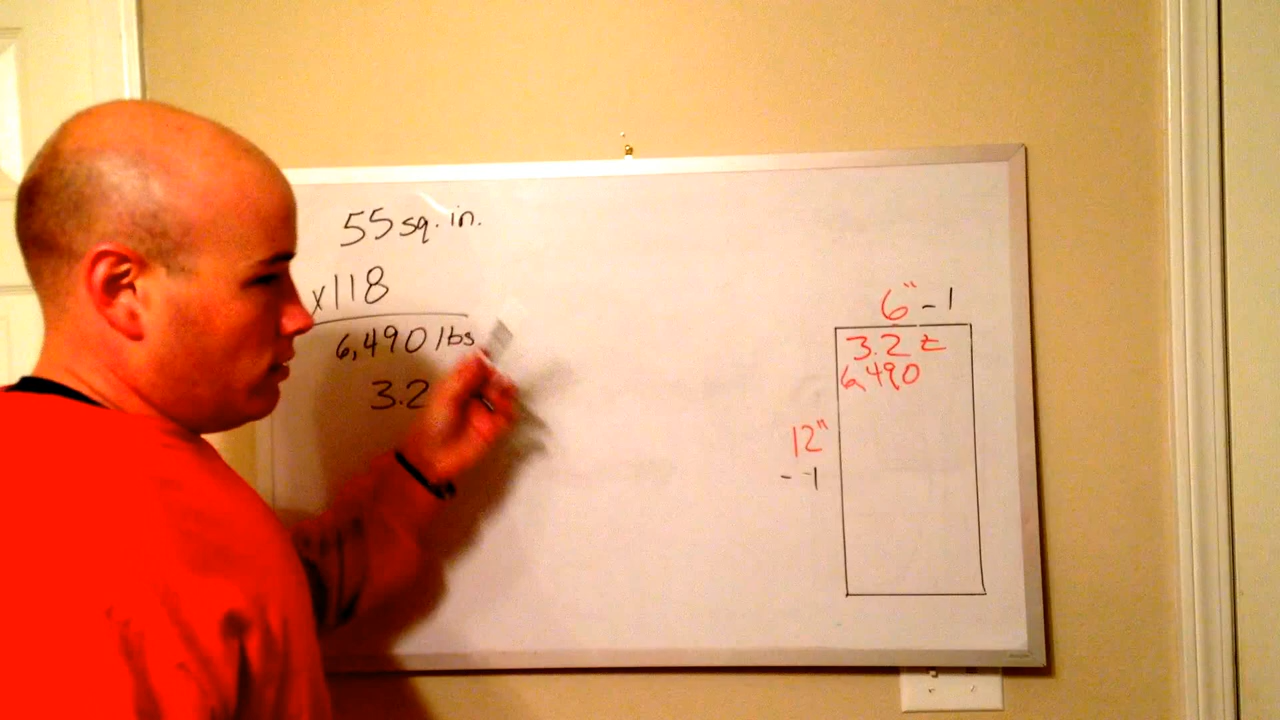 55 sq. in.
x118
6,490 lbs
3.2
6" -1
3.2 t
6,490
12"
- -1